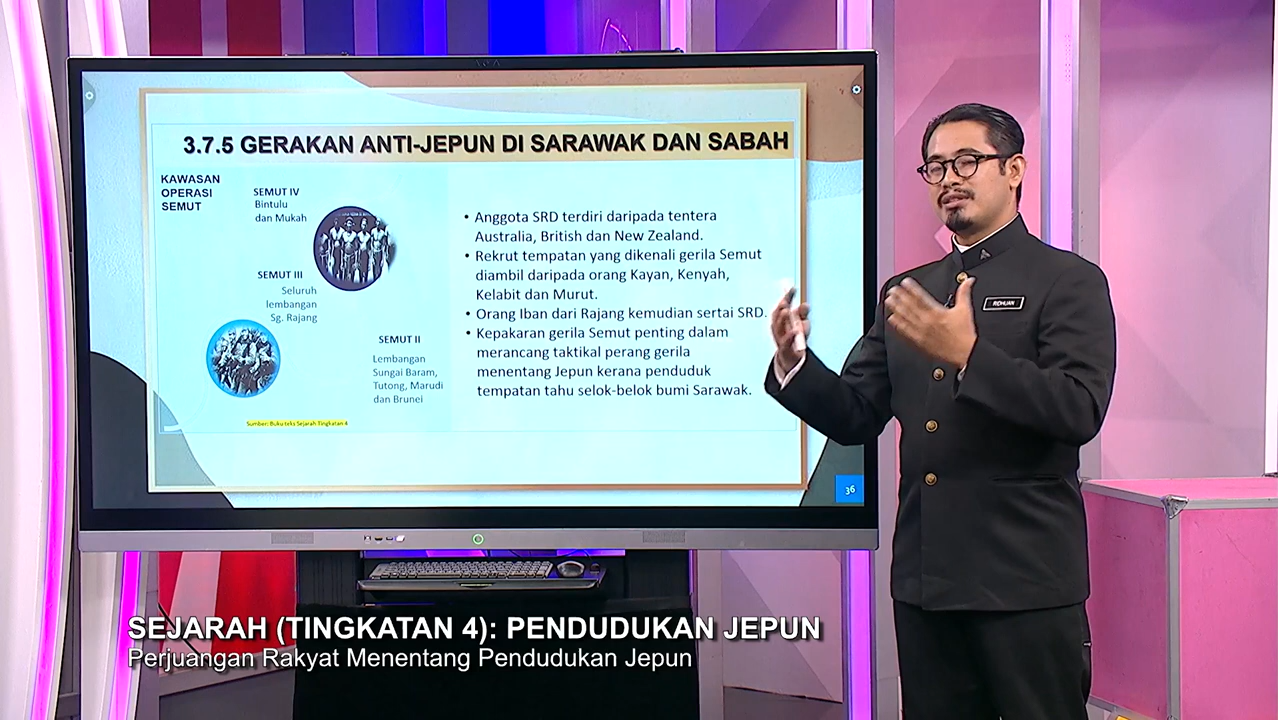 3.7.5 GERAKAN ANTI-JEPUN DI SARAWAK DAN SABAH
KAWASAN
OPERASI
SEMUT
SEMUT IV
Bintulu
dan Mukah
SEMUT III
Seluruh
lembangan
Sg. Rajang
SEMUT II
Lembangan
Sungai Baram,
Tutong, Marudi
dan Brunei
Sumber: Buku teks Sejarah Tingkatan 4
• Anggota SRD terdiri daripada tentera
Australia, British dan New Zealand.
• Rekrut tempatan yang dikenali gerila Semut
diambil daripada orang Kayan, Kenyah,
Kelabit dan Murut.
• Orang Iban dari Rajang kemudian sertai SRD.
• Kepakaran gerila Semut penting dalam
merancang taktikal perang gerila
menentang Jepun kerana penduduk
tempatan tahu selok-belok bumi Sarawak.
36
RIDHUAN
SEJARAH (TINGKATAN 4): PENDUDUKAN JEPUN
Perjuangan Rakyat Menentang Pendudukan Jepun